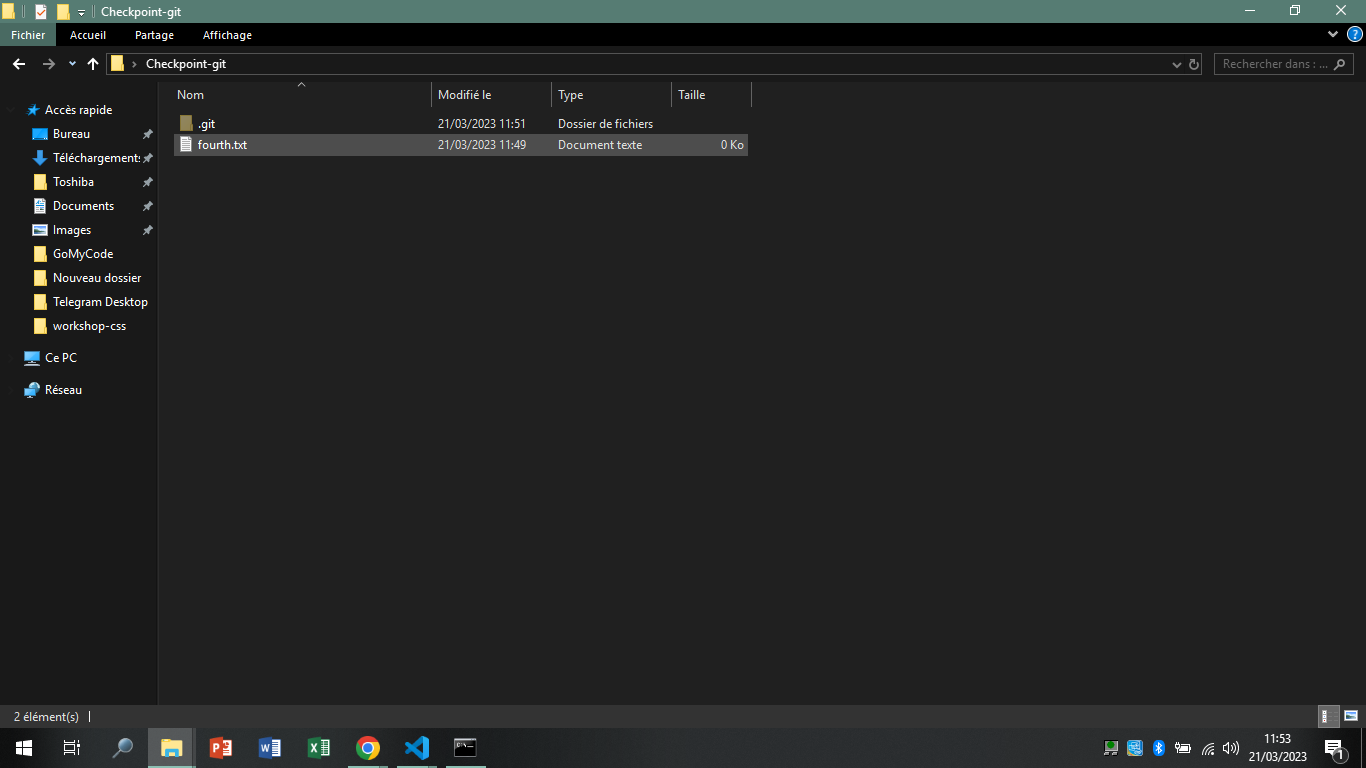 Checkpoint-git
Fichier Accueil Partage Affichage
Checkpoint-git
Rechercher dans : ...
Nom Modifié le Type Taille
.git 21/03/2023 11:51 Dossier de fichiers
fourth.txt 21/03/2023 11:49 Document texte 0 Ko
Accès rapide
Bureau
Téléchargements
Toshiba
Documents
Images
GoMyCode
Nouveau dossier
Telegram Desktop
workshop-css
Ce PC
Réseau
2 élément(s)
11:53
21/03/2023
1